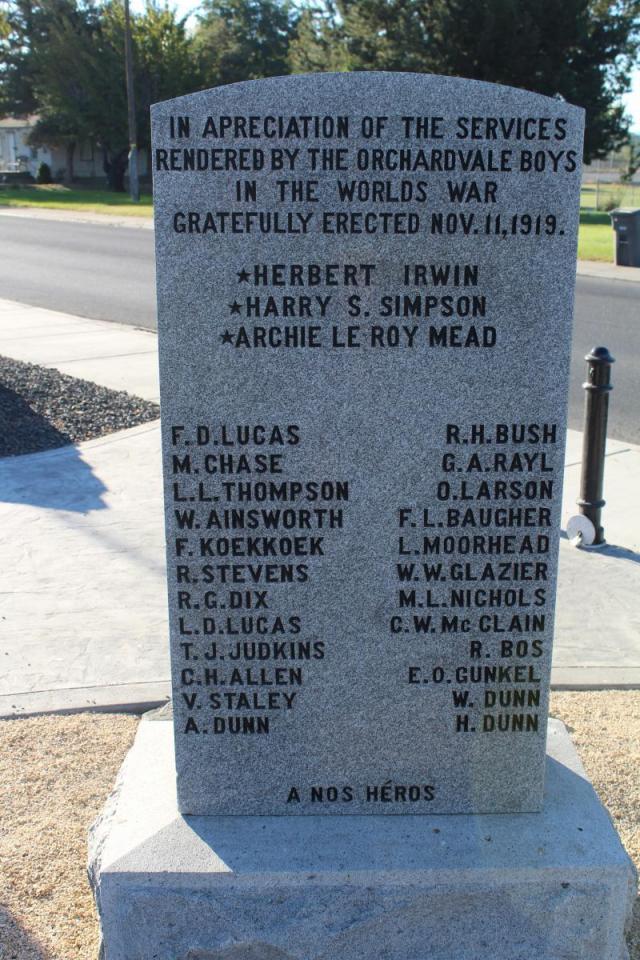 IN APRECIATION OF THE SERVICES
RENDERED BY THE ORCHARDVALE BOYS
IN THE WORLDS WAR
GRATEFULLY ERECTED NOV. 11, 1919.
★HERBERT IRWIN
★HARRY S. SIMPSON
★ARCHIE LE ROY MEAD
F. D. LUCAS
M. CHASE
L. L. THOMPSON
W. AINSWORTH
F. KOEKKOEK
R. STEVENS
R. G. DIX
L. D. LUCAS
T. J. JUDKINS
C. H. ALLEN
V. STALEY
A. DUNN
R. H. BUSH
G. A. RAYL
O. LARSON
F. L. BAUGHER
L. MOORHEAD
W. W. GLAZIER
M. L. NICHOLS
C. W. Mc CLAIN
R. BOS
E. O. GUNKEL
W. DUNN
H. DUNN
A NOS HÉROS